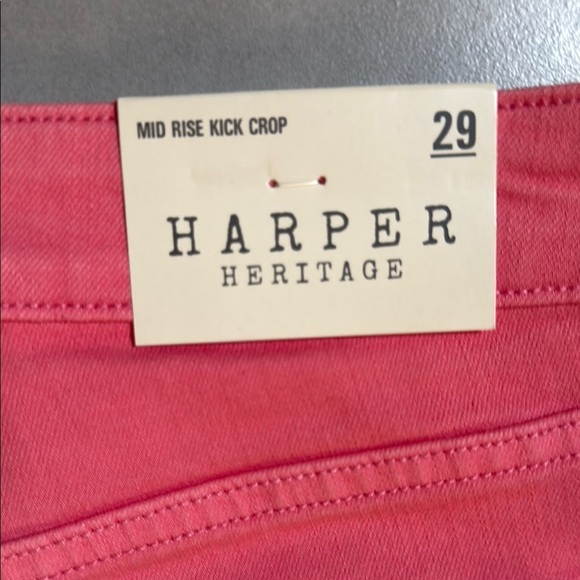 MID RISE KICK CROP
29
HARPER
HERITAGE